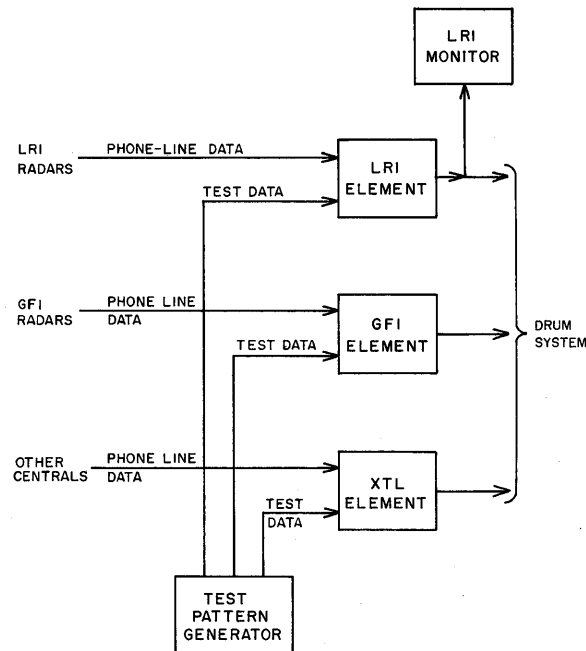 LRI
MONITOR
LRI
RADARS
PHONE-LINE DATA
LRI
ELEMENT
TEST DATA
GFI
RADARS
PHONE LINE
DATA
GFI
ELEMENT
TEST DATA
DRUM
SYSTEM
OTHER
CENTRALS
PHONE LINE
DATA
XTL
ELEMENT
TEST
DATA
TEST
PATTERN
GENERATOR